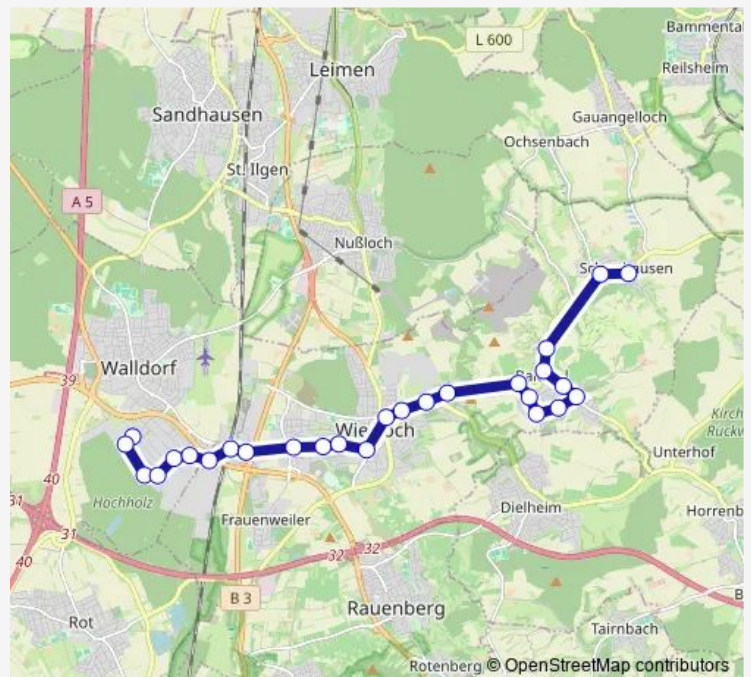 L 600
Bammental
Reilsheim
Leimen
Sandhausen
Gauangelloch
Ochsenbach
St. Ilgen
A 5
Nußloch
Walldorf
39
40
31
31
40
Hochholz
Frauenweiler
Unterhof
Dielheim
32
32
B 3
Rauenberg
Rot
Tairnbach
Rotenberg
© OpenStreetMap contributors